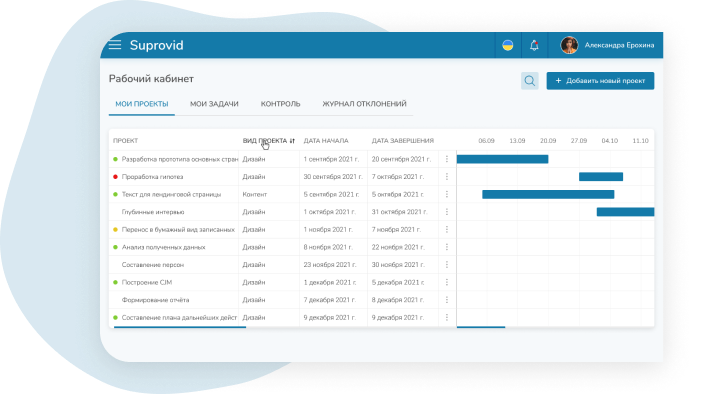 Suprovid
Александра Ерохина
Рабочий кабинет
+ Добавить новый проект
МОИ ПРОЕКТЫ МОИ ЗАДАЧИ КОНТРОЛЬ ЖУРНАЛ ОТКЛОНЕНИЙ
ПРОЕКТ ВИД ПРОЕКТА ДАТА НАЧАЛА ДАТА ЗАВЕРШЕНИЯ 06.09 13.09 20.09 27.09 04.10 11.10
Разработка прототипа основных стран Дизайн 1 сентября 2021 г. 20 сентября 2021 г.
Проработка гипотез Дизайн 30 сентября 2021 г. 7 октября 2021 г.
Текст для лендинговой страницы Контент 5 сентября 2021 г. 5 октября 2021 г.
Глубинные интервью Дизайн 1 октября 2021 г. 31 октября 2021 г.
Перенос в бумажный вид записанных Дизайн 1 ноября 2021 г. 7 ноября 2021 г.
Анализ полученных данных Дизайн 8 ноября 2021 г. 22 ноября 2021 г.
Составление персон Дизайн 23 ноября 2021 г. 30 ноября 2021 г.
Построение CJM Дизайн 1 декабря 2021 г. 5 декабря 2021 г.
Формирование отчёта Дизайн 7 декабря 2021 г. 8 декабря 2021 г.
Составление плана дальнейших дейст Дизайн 9 декабря 2021 г. 9 декабря 2021 г.